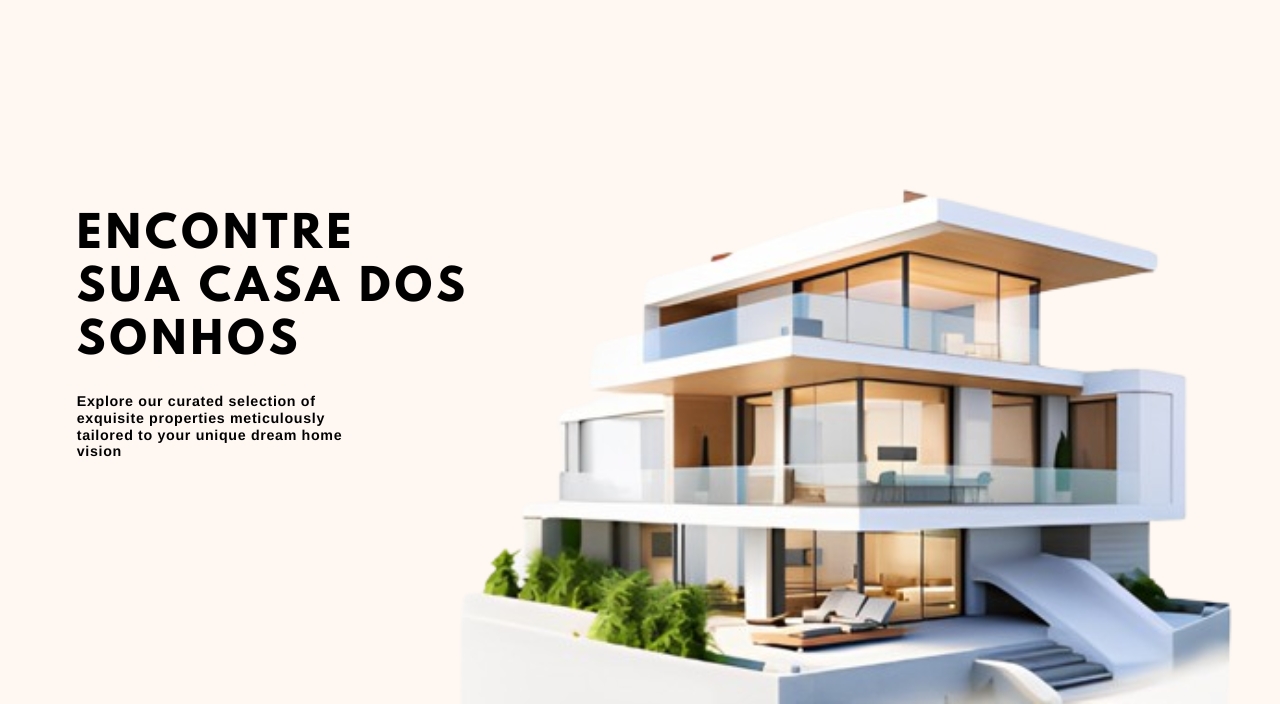 ENCONTRE
SUA CASA DOS
SONHOS
Explore our curated selection of
exquisite properties meticulously
tailored to your unique dream home
vision